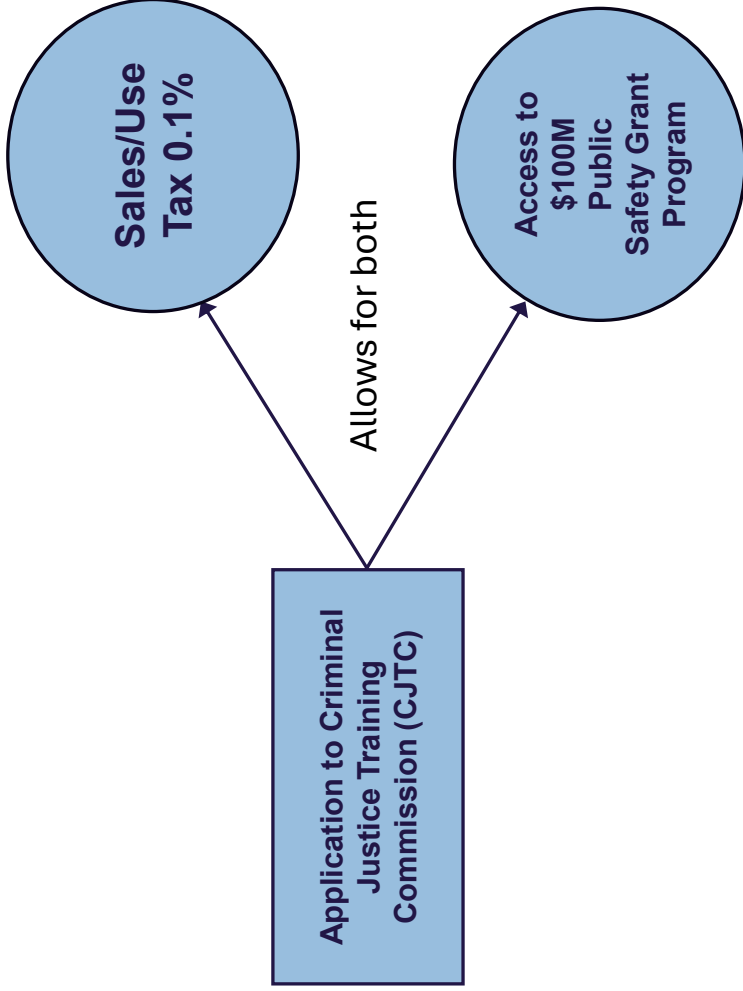 Application to Criminal
Justice Training
Commission (CJTC)
Allows for both
Sales/Use
Tax 0.1%
Access to
$100M
Public
Safety Grant
Program